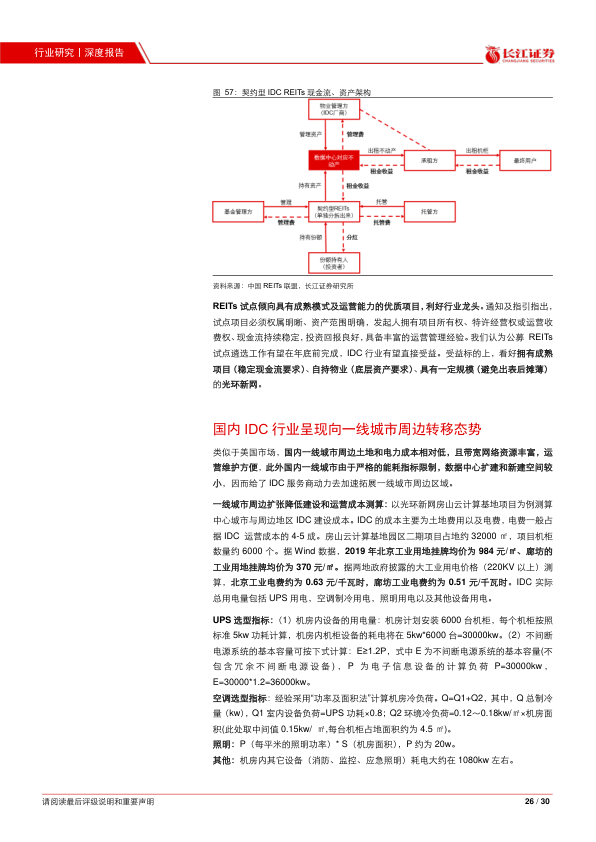 行业研究丨深度报告
长江证券
CHANGJIANG SECURITIES
图 57：契约型 IDC REITs 现金流、资产架构
物业管理方
（IDC厂商）
管理资产
管理费
出租不动产
出租机柜
数据中心对应不
动产
承租方
最终用户
租金收益
租金收益
持有资产
租金收益
管理
托管
基金管理方
契约型REITs
（单独分拆出来）
托管方
管理费
托管费
持有份额
分红
份额持有人
（投资者）
资料来源：中国 REITs 联盟，长江证券研究所
REITs 试点倾向具有成熟模式及运营能力的优质项目，利好行业龙头。通知及指引指出，
试点项目必须权属明晰、资产范围明确，发起人拥有项目所有权、特许经营权或运营收
费权、现金流持续稳定，投资回报良好，具备丰富的运营管理经验。我们认为公募 REITs
试点遴选工作有望在年底前完成，IDC 行业有望直接受益。受益标的上，看好拥有成熟
项目（稳定现金流要求）、自持物业（底层资产要求）、具有一定规模（避免出表后摊薄）
的光环新网。
国内 IDC 行业呈现向一线城市周边转移态势
类似于美国市场，国内一线城市周边土地和电力成本相对低，且带宽网络资源丰富，运
营维护方便，此外国内一线城市由于严格的能耗指标限制，数据中心扩建和新建空间较
小，因而给了 IDC 服务商动力去加速拓展一线城市周边区域。
一线城市周边扩张降低建设和运营成本测算：以光环新网房山云计算基地项目为例测算
中心城市与周边地区 IDC 建设成本。IDC 的成本主要为土地费用以及电费，电费一般占
据 IDC 运营成本的 4-5 成。房山云计算基地园区二期项目占地约 32000 ㎡，项目机柜
数量约 6000 个。据 Wind 数据，2019 年北京工业用地挂牌均价为 984 元/㎡、廊坊的
工业用地挂牌均价为 370 元/㎡。据两地政府披露的大工业用电价格（220KV 以上）测
算，北京工业电费约为 0.63 元/千瓦时，廊坊工业电费约为 0.51 元/千瓦时。IDC 实际
总用电量包括 UPS 用电，空调制冷用电，照明用电以及其他设备用电。
UPS 选型指标：（1）机房内设备的用电量：机房计划安装 6000 台机柜，每个机柜按照
标准 5kw 功耗计算，机房内机柜设备的耗电将在 5kw*6000 台=30000kw。（2）不间断
电源系统的基本容量可按下式计算：E≥1.2P，式中 E 为不间断电源系统的基本容量(不
包含冗余不间断电源设备)，P 为电子信息设备的计算负荷 P=30000kw，
E=30000*1.2=36000kw。
空调选型指标：经验采用“功率及面积法”计算机房冷负荷。Q=Q1+Q2，其中，Q 总制冷
量（kw），Q1 室内设备负荷=UPS 功耗×0.8；Q2 环境冷负荷=0.12～0.18kw/㎡×机房面
积(此处取中间值 0.15kw/ ㎡,每台机柜占地面积约为 4.5 ㎡)。
照明：P（每平米的照明功率）* S（机房面积），P 约为 20w。
其他：机房内其它设备（消防、监控、应急照明）耗电大约在 1080kw 左右。
请阅读最后评级说明和重要声明
26 / 30